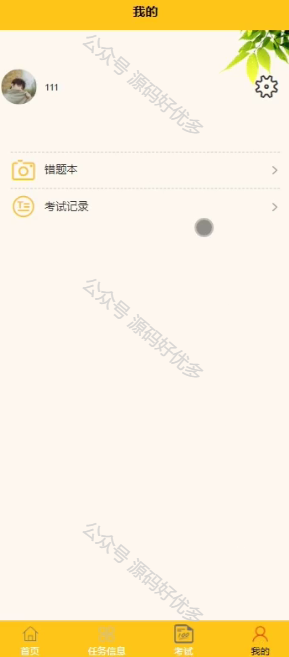 我的
公众号 源码好优多
111
错题本
考试记录
公众号 源码好优多
公众号 源码好优多
首页
任务信息
考试
我的